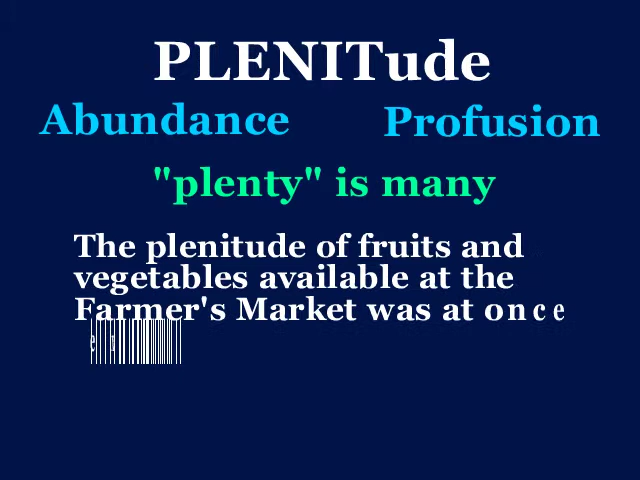 PLENITude
Abundance Profusion
"plenty" is many
The plenitude of fruits and
vegetables available at the
Farmer's Market was at once